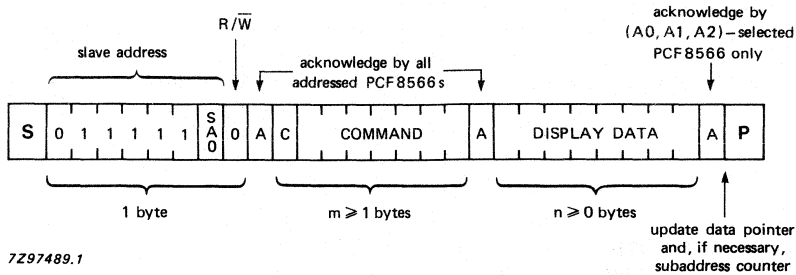 R/W
slave address
acknowledge by all
addressed PCF8566s
acknowledge by
(A0, A1, A2)–selected
PCF8566 only
S 0 1 1 1 1 1 SA0 0 A C COMMAND A DISPLAY DATA A P
1 byte
m ⩾ 1 bytes
n ⩾ 0 bytes
update data pointer
and, if necessary,
subaddress counter
7Z97489.1